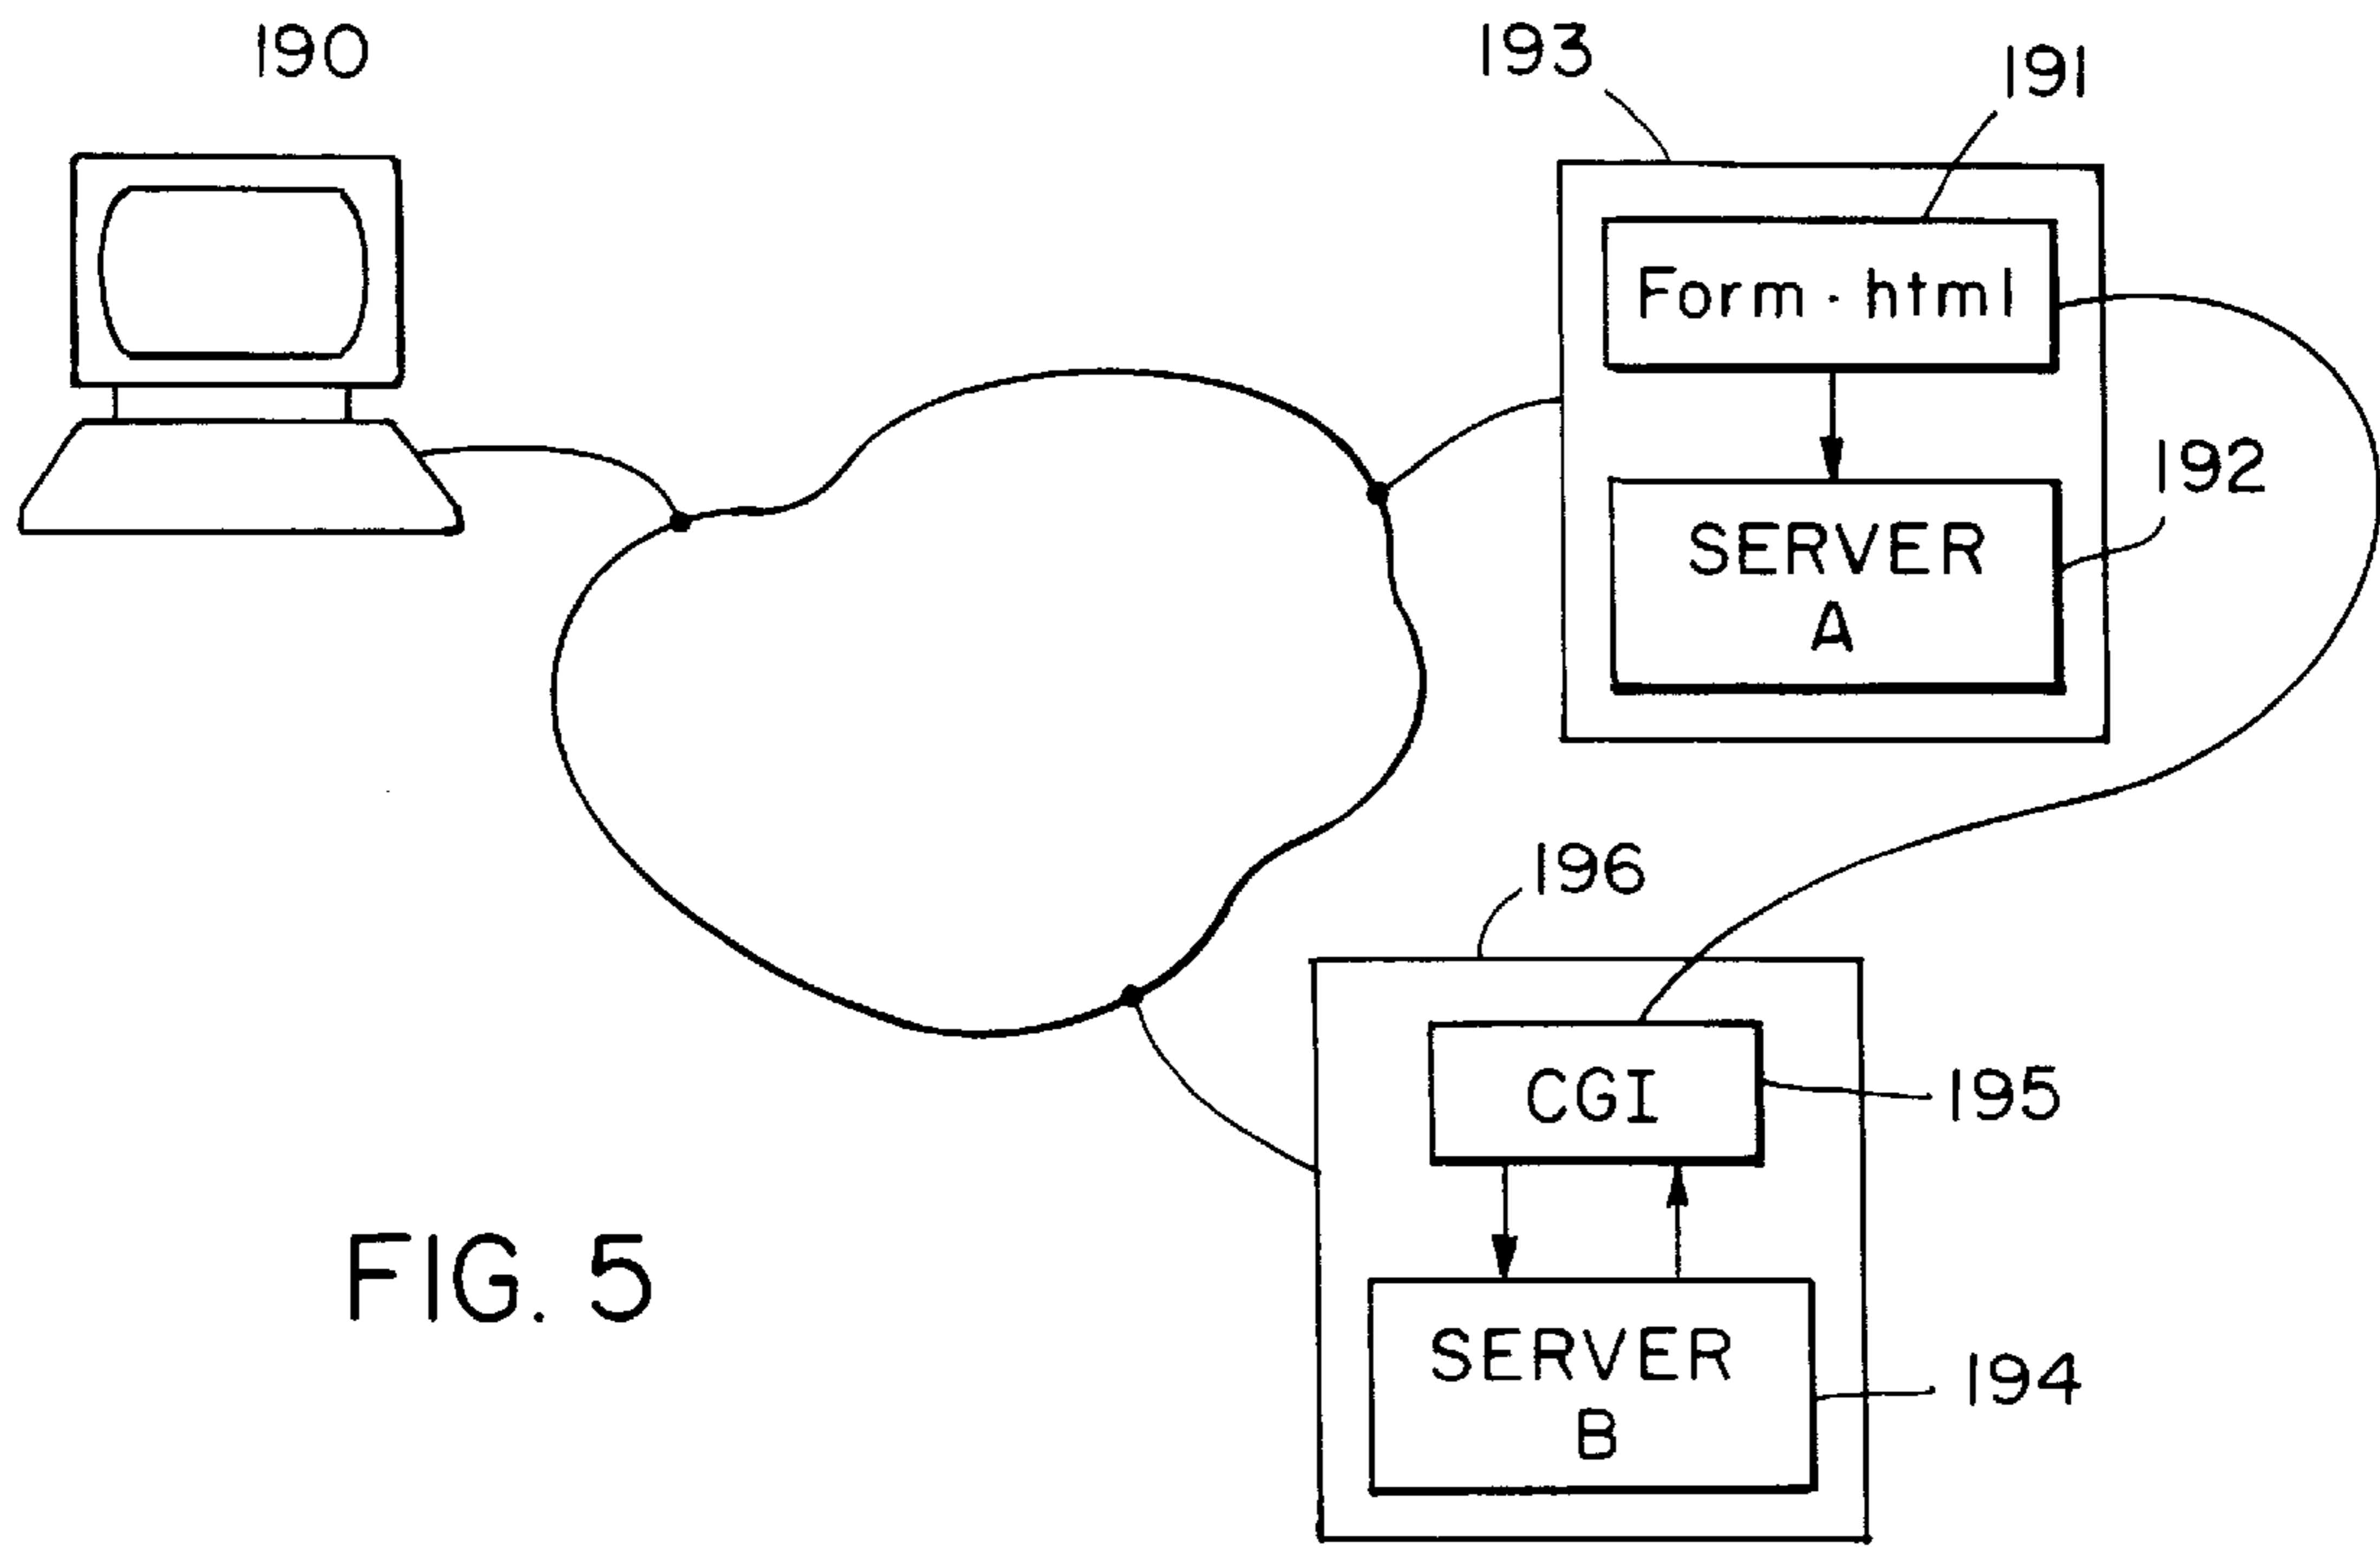 190
193
191
Form.html
192
SERVER
A
196
CGI
195
SERVER
B
194
FIG. 5